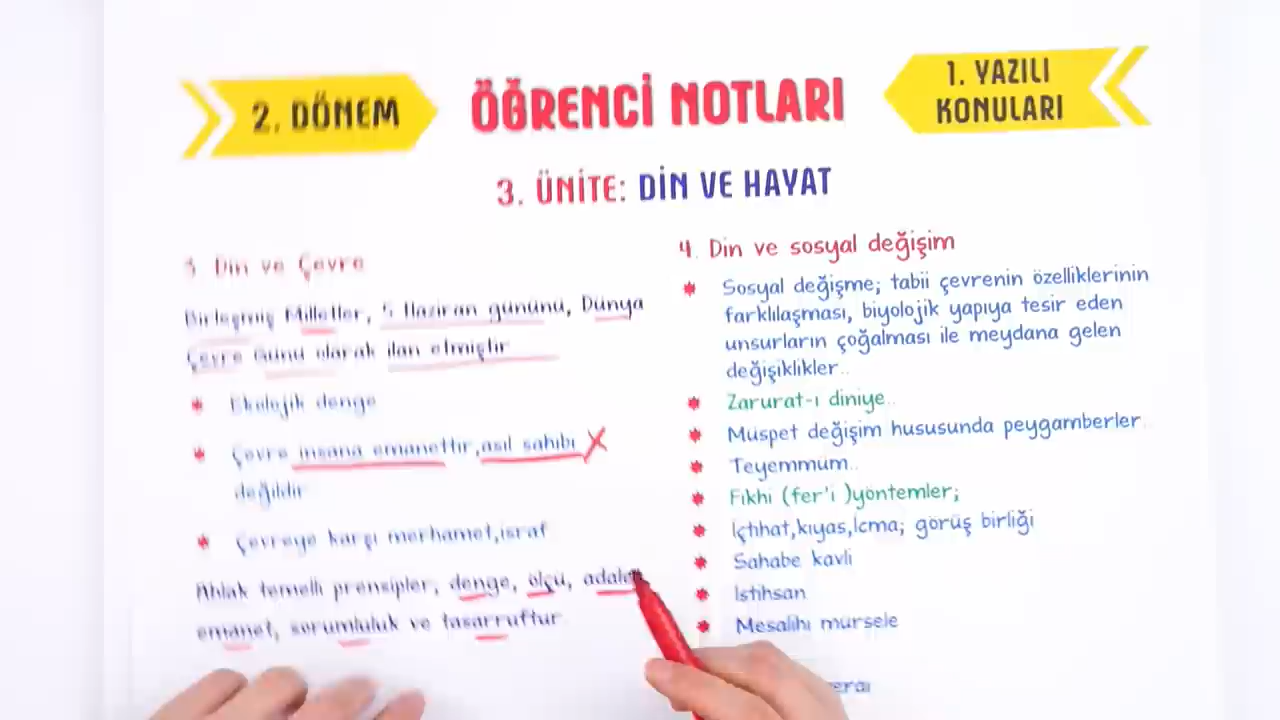 2. DÖNEM
ÖĞRENCİ NOTLARI
1. YAZILI
KONULARI
3. ÜNİTE: DİN VE HAYAT
3 Din ve Çevre
Birleşmiş Milletler, 5 Haziran gününü, Dünya
Çevre Günü olarak ilan etmiştir
Ekolojik denge
Çevre insana emanettir,asıl sahibi
değildir
Çevreye karşı merhamet,israf
Ahlak temelli prensipler; denge, ölçü,
emanet, sorumluluk ve tasarruftur
4. Din ve sosyal değişim
Sosyal değişme; tabii çevrenin özelliklerinin
farklılaşması, biyolojik yapıya tesir eden
unsurların çoğalması ile meydana gelen
değişiklikler..
Zarurat-ı diniye..
Müspet değişim hususunda peygamberler..
Teyemmüm..
Fıkhi (fer'i )yöntemler;
İçtihat,kıyas,İcma; görüş birliği
Sahabe kavli
İstihsan
Mesalihi mürsele